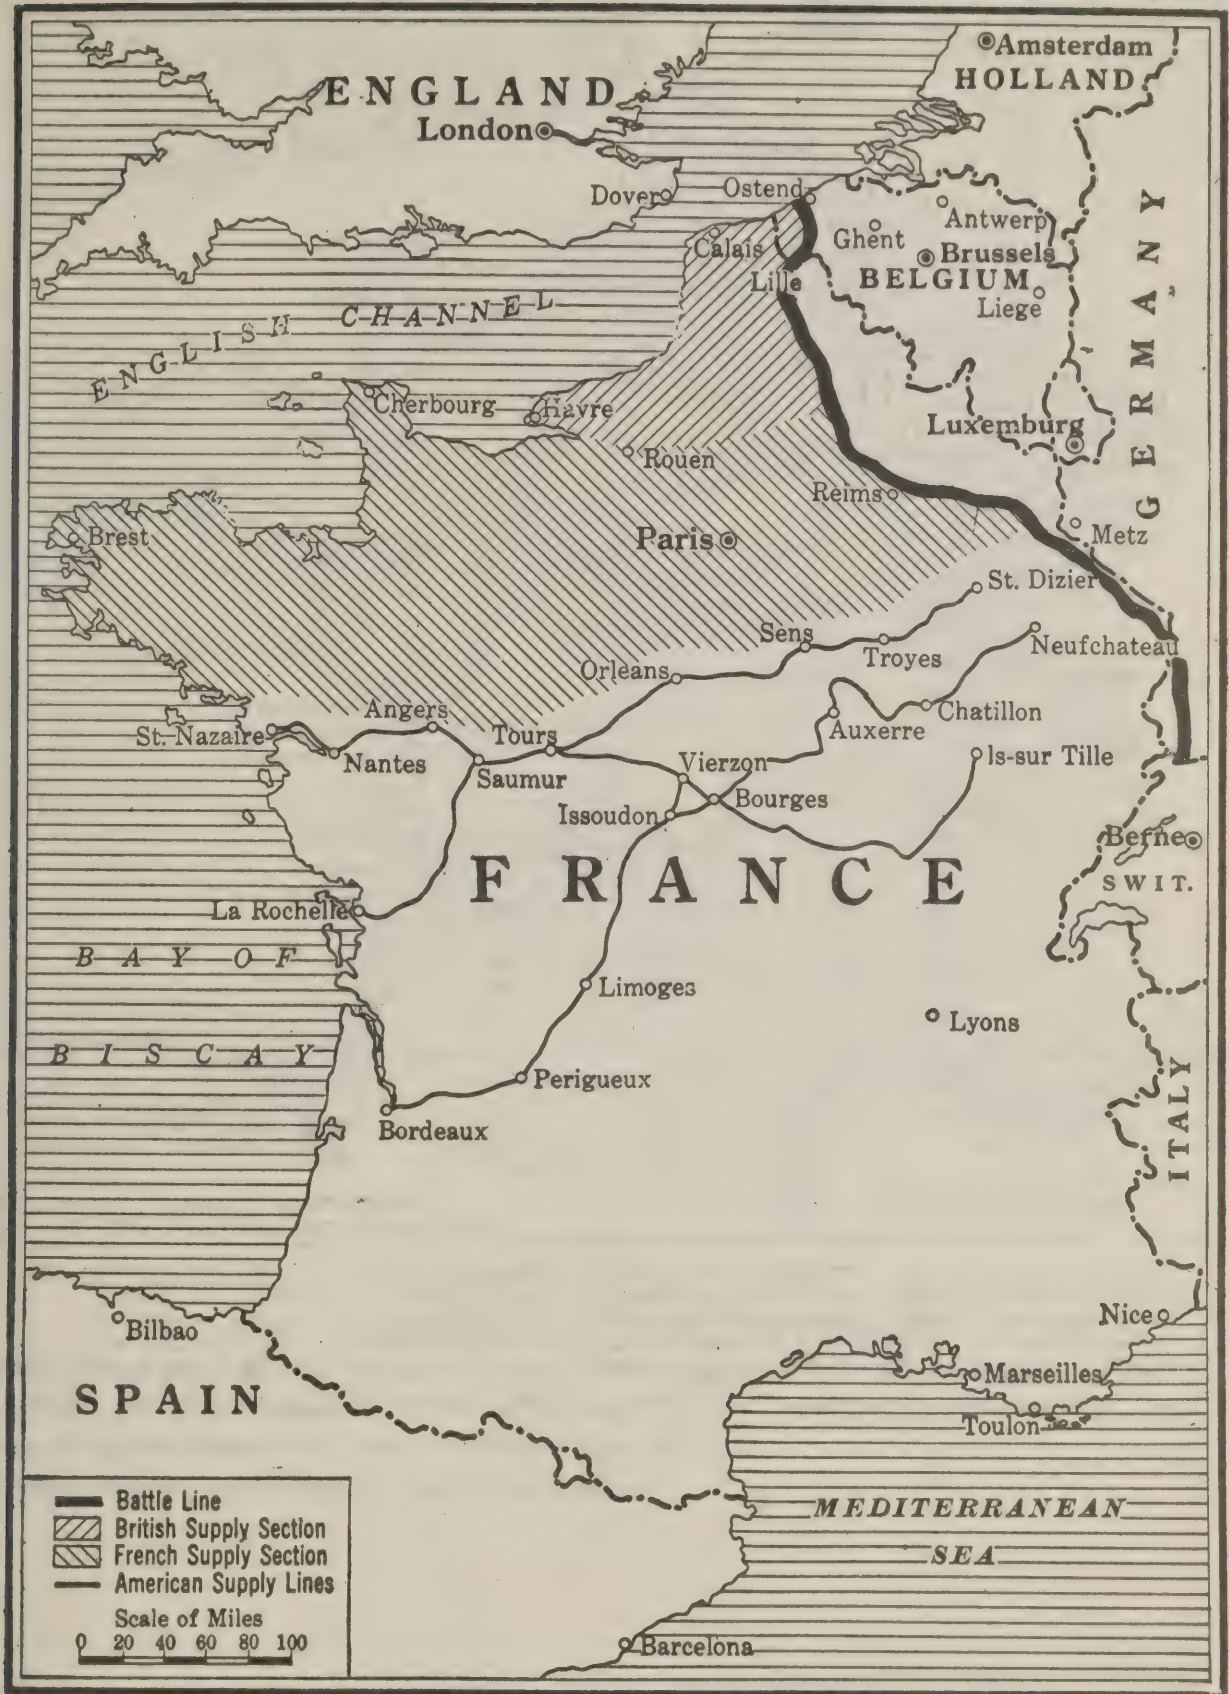 Amsterdam
HOLLAND
ENGLAND
London
Dover
Ostend
Antwerp
Ghent
Calais
Brussels
BELGIUM
Lille
Liege
GERMANY
ENGLISH CHANNEL
Cherbourg
Havre
Luxemburg
Rouen
Reims
Brest
Paris
Metz
St. Dizier
Sens
Troyes
Neufchateau
Orleans
Angers
Chatillon
St. Nazaire
Tours
Auxerre
Nantes
Saumur
Vierzon
Is-sur Tille
Issoudon
Bourges
Berne
FRANCE
SWIT.
La Rochelle
BAY OF
BISCAY
Limoges
Lyons
Perigueux
Bordeaux
ITALY
Bilbao
Nice
SPAIN
Marseilles
Toulon
MEDITERRANEAN
SEA
Barcelona
Battle Line
British Supply Section
French Supply Section
American Supply Lines
Scale of Miles
0 20 40 60 80 100